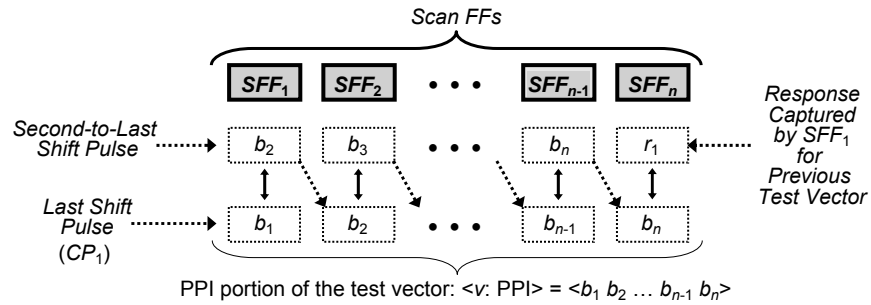 Scan FFs
SFF1 SFF2 • • • SFFn-1 SFFn
Second-to-Last
Shift Pulse
b2 b3 • • • bn r1
Response
Captured
by SFF1
for
Previous
Test Vector
Last Shift
Pulse
(CP1)
b1 b2 • • • bn-1 bn
PPI portion of the test vector: <v: PPI> = <b1 b2 … bn-1 bn>